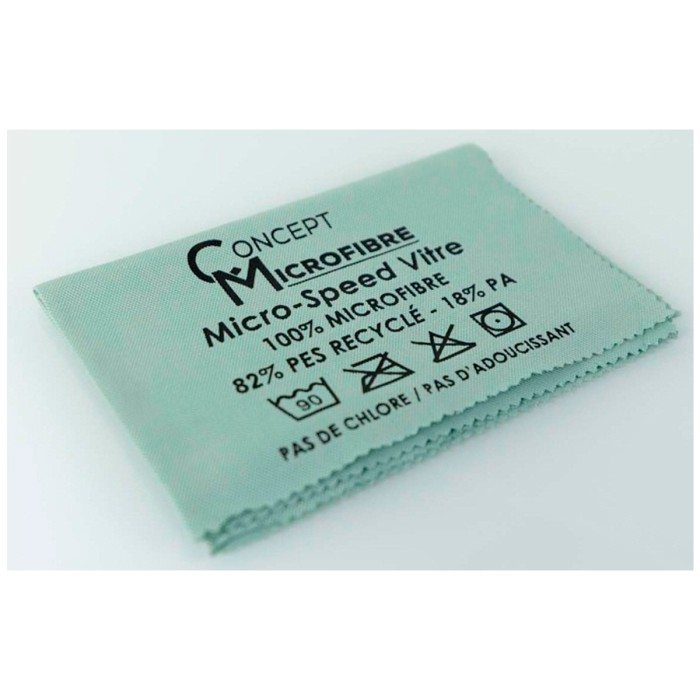 CONCEPT
MICROFIBRE
Micro-Speed Vitre
100% MICROFIBRE
82% PES RECYCLÉ - 18% PA
90
PAS DE CHLORE / PAS D'ADOUCISSANT